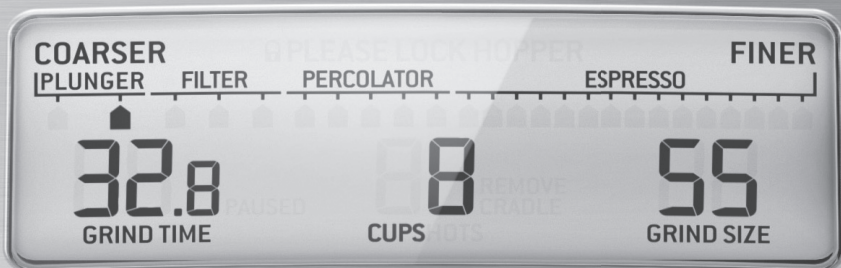 PLEASE LOCK HOPPER
COARSER FINER
PLUNGER FILTER PERCOLATOR ESPRESSO
32.8 8 55
PAUSED REMOVE
CRADLE
GRIND TIME CUPS SHOTS GRIND SIZE